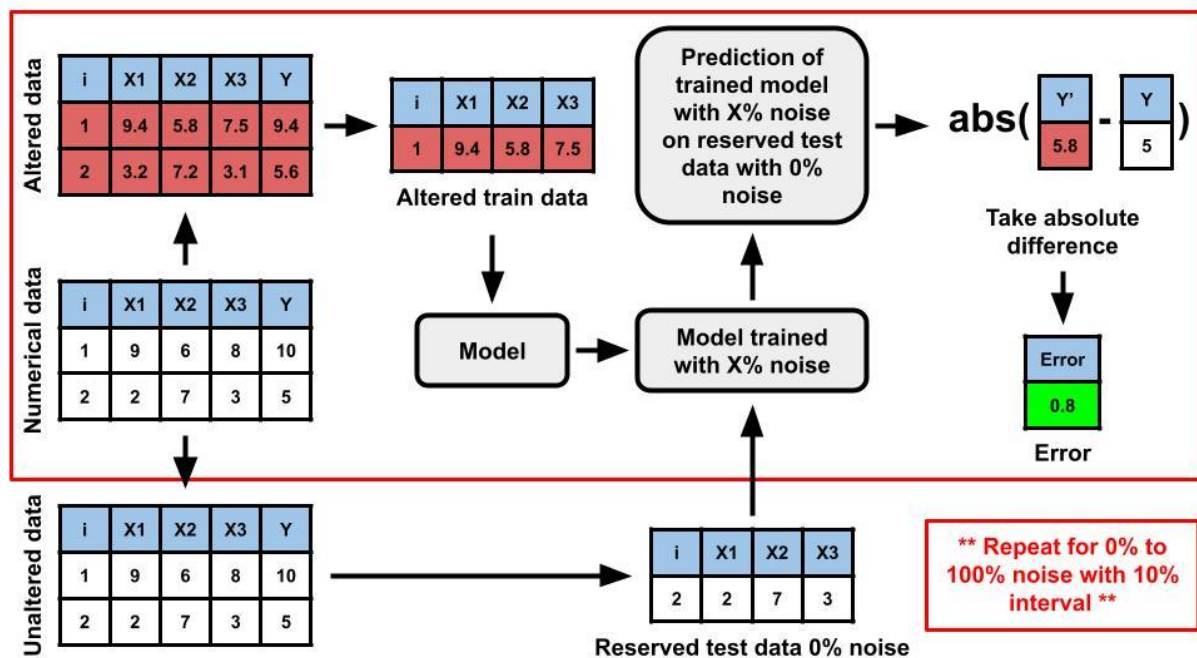 Altered data
i X1 X2 X3 Y
1 9.4 5.8 7.5 9.4
2 3.2 7.2 3.1 5.6
i X1 X2 X3
1 9.4 5.8 7.5
Altered train data
Prediction of
trained model
with X% noise
on reserved test
data with 0%
noise
abs( Y' - Y )
5.8 5
Take absolute
difference
Numerical data
i X1 X2 X3 Y
1 9 6 8 10
2 2 7 3 5
Model
Model trained
with X% noise
Error
0.8
Error
Unaltered data
i X1 X2 X3 Y
1 9 6 8 10
2 2 7 3 5
i X1 X2 X3
2 2 7 3
Reserved test data 0% noise
** Repeat for 0% to
100% noise with 10%
interval **